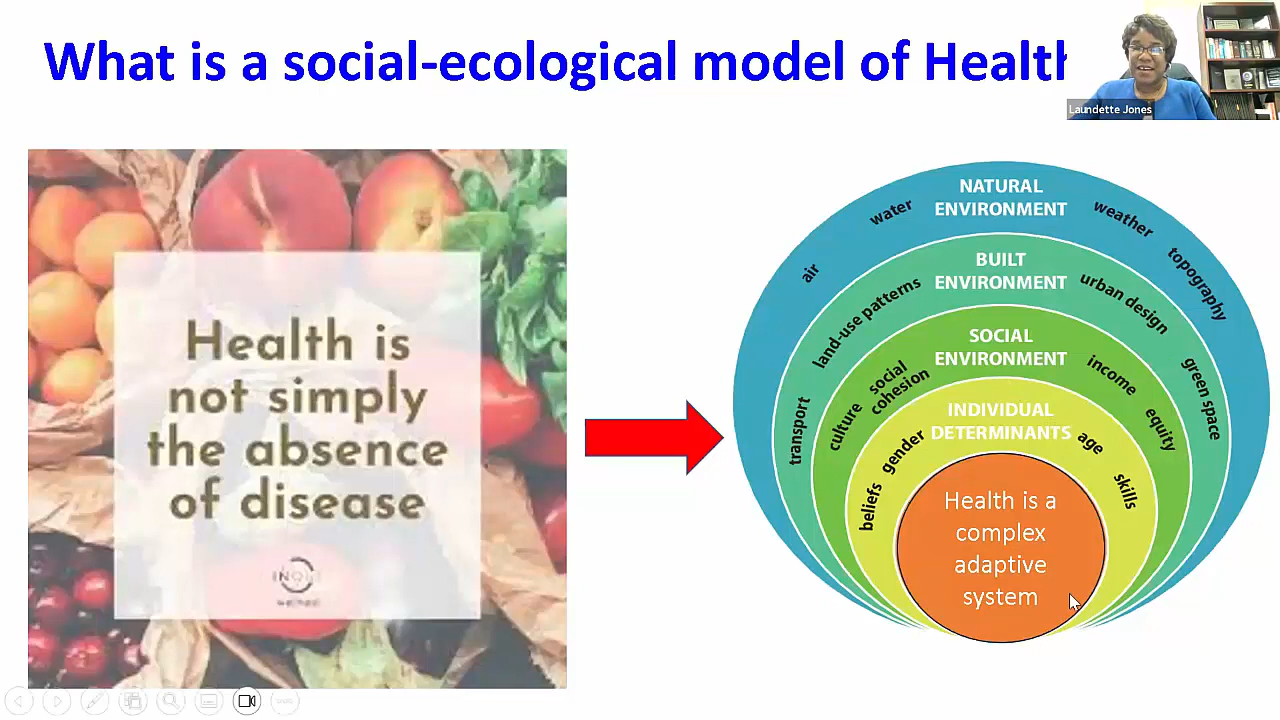 What is a social-ecological model of Health
Laundette Jones
Health is
not simply
the absence
of disease
NATURAL
ENVIRONMENT
air
water
weather
topography
BUILT
ENVIRONMENT
transport
land-use patterns
urban design
green space
SOCIAL
ENVIRONMENT
culture
social
cohesion
income
equity
INDIVIDUAL
DETERMINANTS
beliefs
gender
age
skills
Health is a
complex
adaptive
system